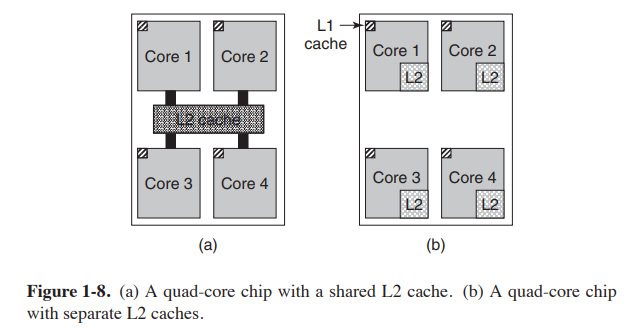 L1
cache
Core 1
Core 2
L2 cache
Core 3
Core 4
(a)
Core 1
L2
Core 2
L2
Core 3
L2
Core 4
L2
(b)
Figure 1-8. (a) A quad-core chip with a shared L2 cache. (b) A quad-core chip
with separate L2 caches.